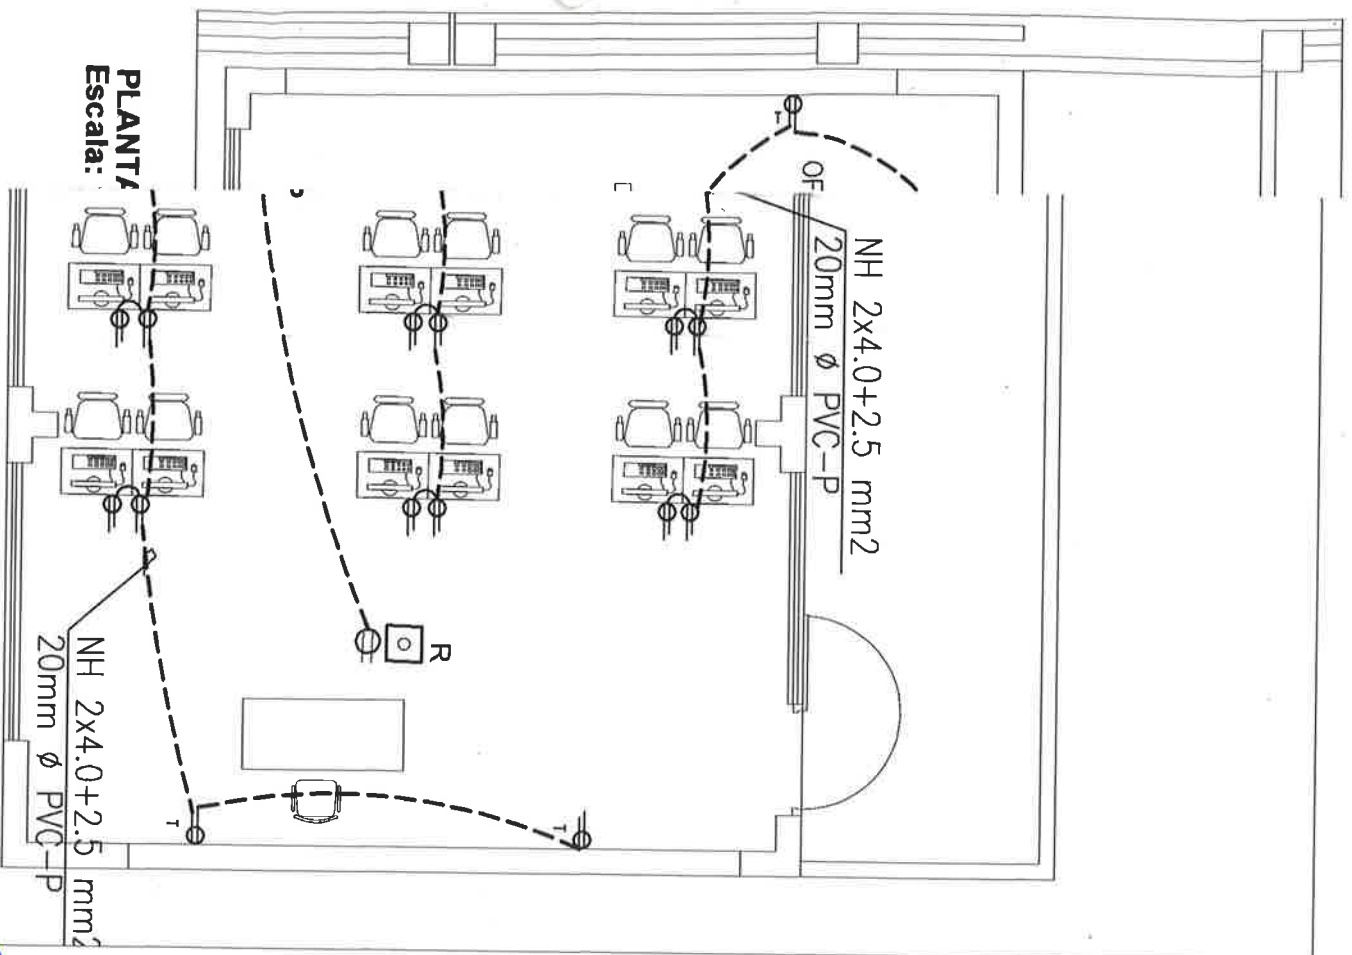 PLANTA
Escala:
T
OF
NH 2x4.0+2.5 mm2
20mm ø PVC-P
R
NH 2x4.0+2.5 mm2
20mm ø PVC-P
T
T